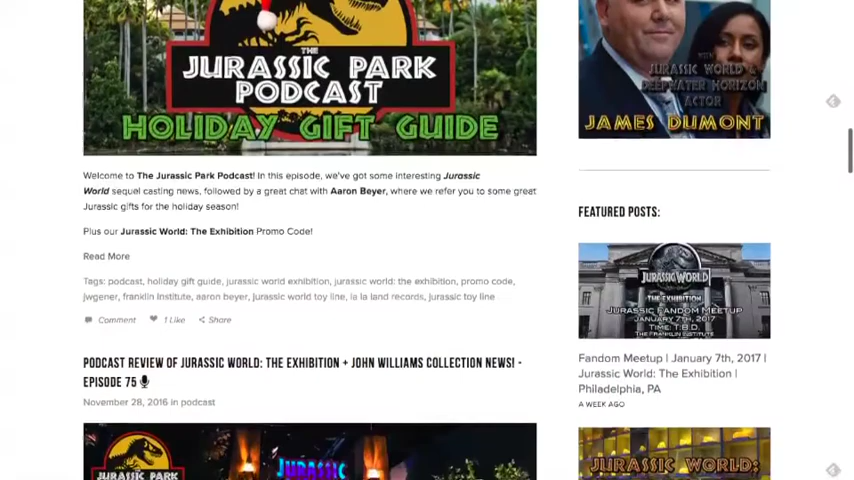 THE
JURASSIC PARK
PODCAST
HOLIDAY GIFT GUIDE
Welcome to The Jurassic Park Podcast! In this episode, we've got some interesting Jurassic
World sequel casting news, followed by a great chat with Aaron Beyer, where we refer you to some great
Jurassic gifts for the holiday season!
Plus our Jurassic World: The Exhibition Promo Code!
Read More
Tags: podcast, holiday gift guide, jurassic world exhibition, jurassic world: the exhibition, promo code,
jwgener, franklin institute, aaron beyer, jurassic world toy line, la la land records, jurassic toy line
Comment 1 Like Share
PODCAST REVIEW OF JURASSIC WORLD: THE EXHIBITION + JOHN WILLIAMS COLLECTION NEWS! -
EPISODE 75
November 28, 2016 in podcast
JURASSIC PARK
JURASSIC
WITH
JURASSIC WORLD &
DEEPWATER HORIZON
ACTOR
JAMES DUMONT
FEATURED POSTS:
JURASSIC WORLD
THE EXHIBITION
JURASSIC FANDOM MEETUP
JANUARY 7TH, 2017
TIME: T.B.D.
THE FRANKLIN INSTITUTE
Fandom Meetup | January 7th, 2017 |
Jurassic World: The Exhibition |
Philadelphia, PA
A WEEK AGO
JURASSIC WORLD: